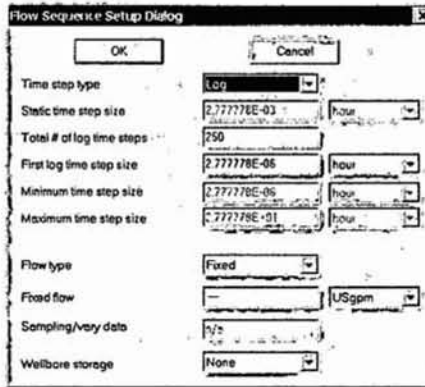 Flow Sequence Setup Dialog
OK Cancel
Time step type Log
Static time step size 2.777778E-03 hour
Total # of log time steps 250
First log time step size 2.777778E-06 hour
Minimum time step size 2.777778E-06 hour
Maximum time step size 2.777778E+01 hour
Flow type Fixed
Fixed flow --- USgpm
Sampling/vary data n/a
Wellbore storage None